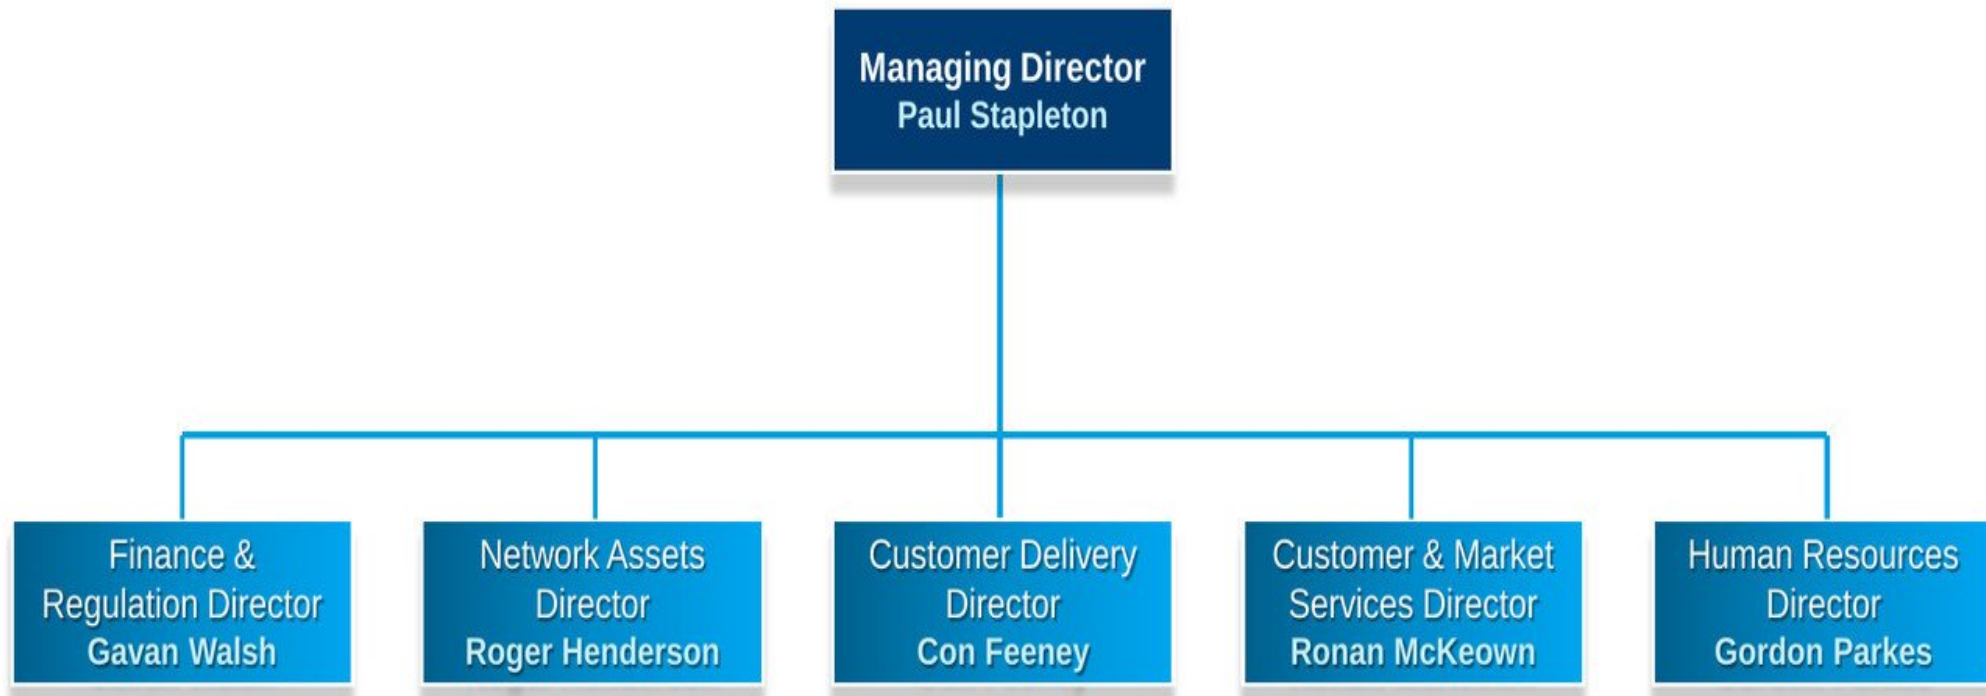 Managing Director
Paul Stapleton
Finance &
Regulation Director
Gavan Walsh
Network Assets
Director
Roger Henderson
Customer Delivery
Director
Con Feeney
Customer & Market
Services Director
Ronan McKeown
Human Resources
Director
Gordon Parkes